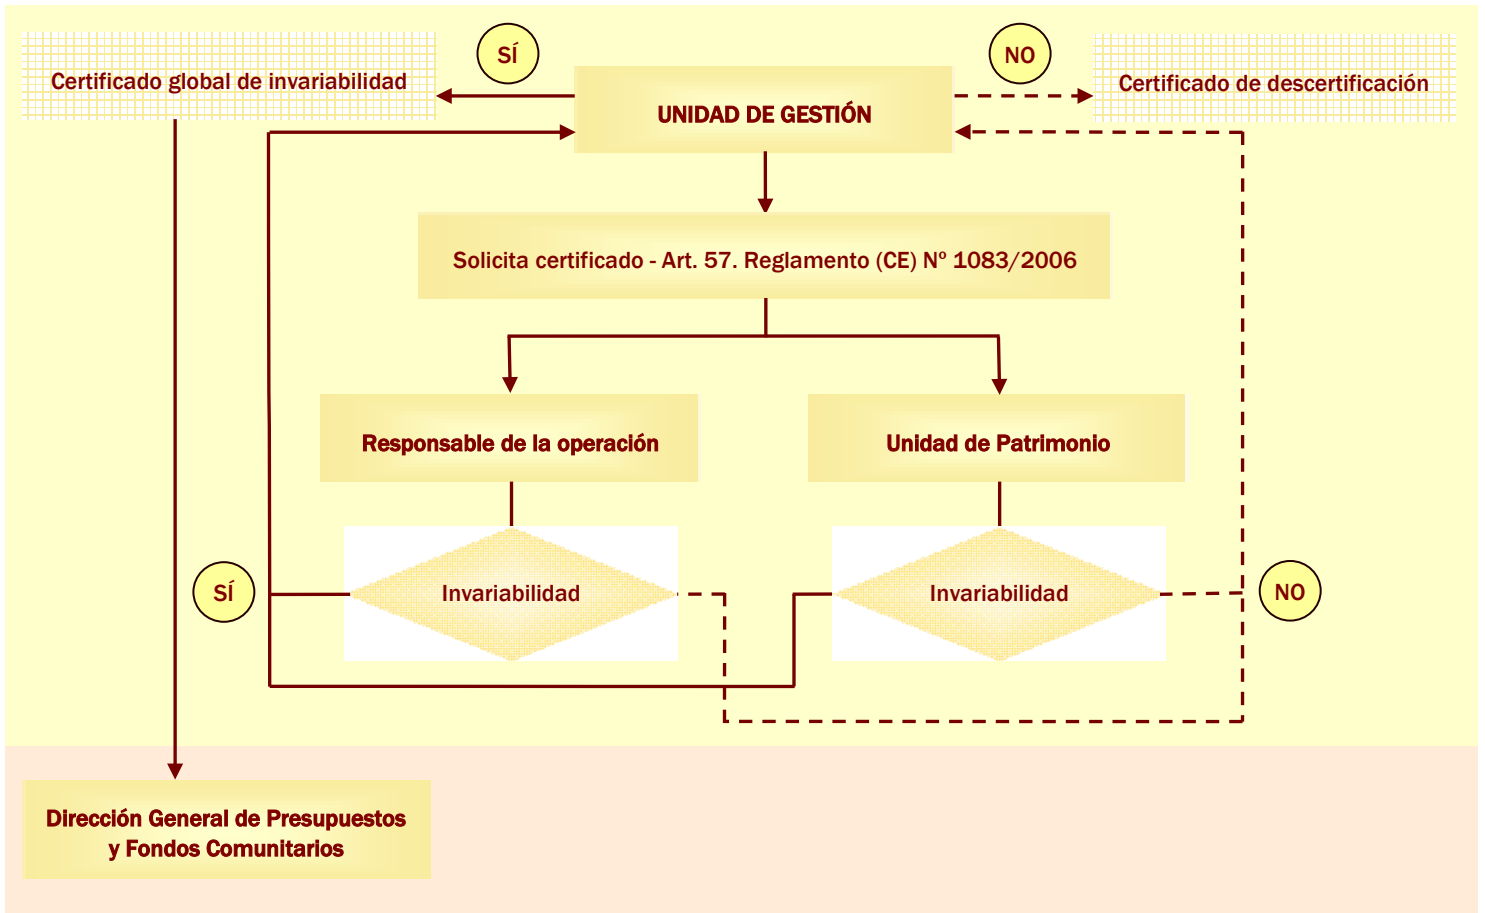 SÍ
NO
Certificado global de invariabilidad
Certificado de descertificación
UNIDAD DE GESTIÓN
Solicita certificado - Art. 57. Reglamento (CE) Nº 1083/2006
Responsable de la operación
Unidad de Patrimonio
SÍ
Invariabilidad
Invariabilidad
NO
Dirección General de Presupuestos
y Fondos Comunitarios